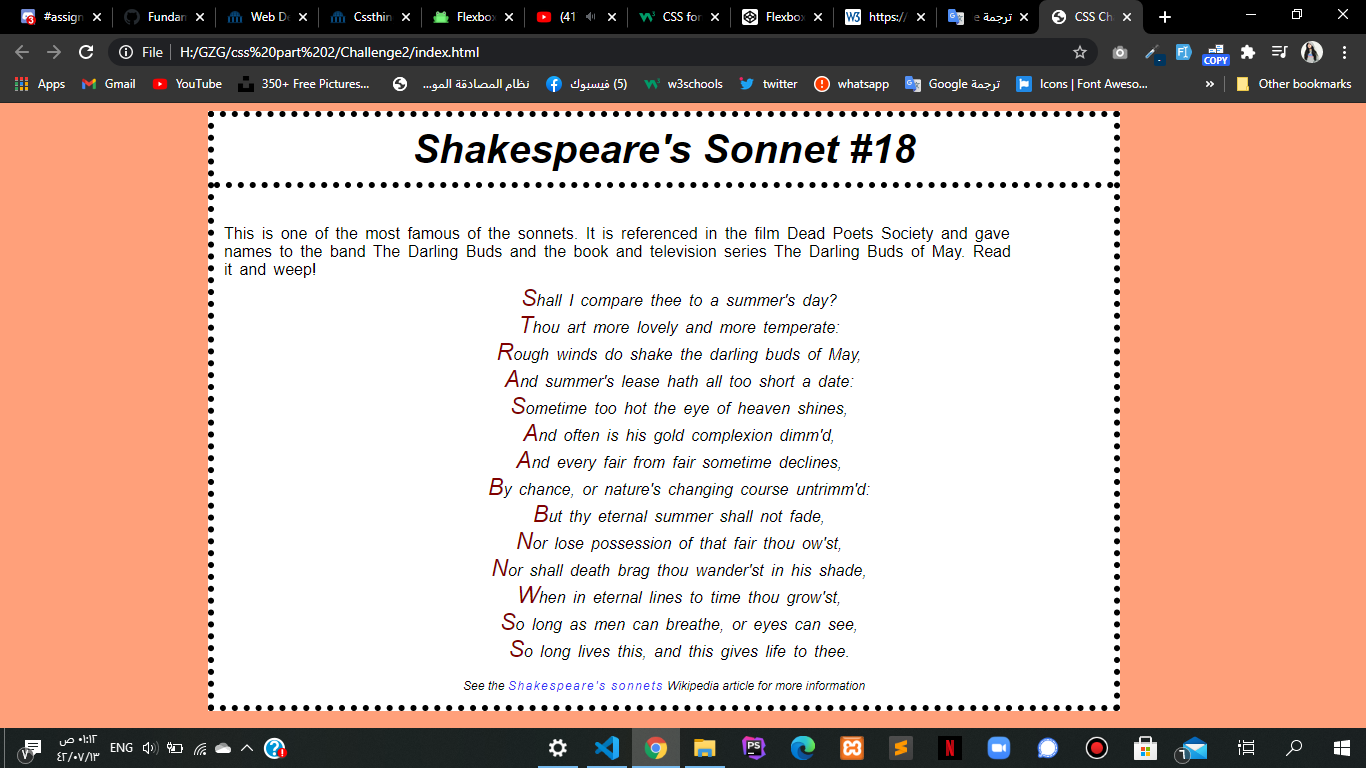 #assign
Fundan
Web De
Cssthin
Flexbox
(41
CSS for
Flexbox
https://
ترجمة e
CSS Ch
File
H:/GZG/css%20part%202/Challenge2/index.html
COPY
Apps
Gmail
YouTube
350+ Free Pictures...
نظام المصادقة المو...
(5) فيسبوك
w3schools
twitter
whatsapp
ترجمة Google
Icons | Font Aweso...
»
Other bookmarks
Shakespeare's Sonnet #18
This is one of the most famous of the sonnets. It is referenced in the film Dead Poets Society and gave
names to the band The Darling Buds and the book and television series The Darling Buds of May. Read
it and weep!
Shall I compare thee to a summer's day?
Thou art more lovely and more temperate:
Rough winds do shake the darling buds of May,
And summer's lease hath all too short a date:
Sometime too hot the eye of heaven shines,
And often is his gold complexion dimm'd,
And every fair from fair sometime declines,
By chance, or nature's changing course untrimm'd:
But thy eternal summer shall not fade,
Nor lose possession of that fair thou ow'st,
Nor shall death brag thou wander'st in his shade,
When in eternal lines to time thou grow'st,
So long as men can breathe, or eyes can see,
So long lives this, and this gives life to thee.
See the Shakespeare's sonnets Wikipedia article for more information
٠١:١٢ ص
٤٢/٠٧/١٣
ENG
PS
N